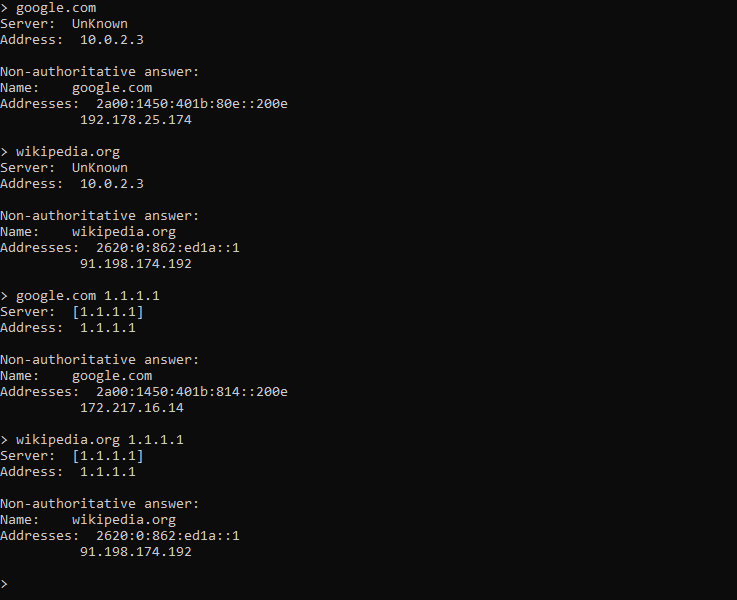 > google.com
Server:  UnKnown
Address:  10.0.2.3
Non-authoritative answer:
Name:    google.com
Addresses:  2a00:1450:401b:80e::200e
192.178.25.174
> wikipedia.org
Server:  UnKnown
Address:  10.0.2.3
Non-authoritative answer:
Name:    wikipedia.org
Addresses:  2620:0:862:ed1a::1
91.198.174.192
> google.com 1.1.1.1
Server:  [1.1.1.1]
Address:  1.1.1.1
Non-authoritative answer:
Name:    google.com
Addresses:  2a00:1450:401b:814::200e
172.217.16.14
> wikipedia.org 1.1.1.1
Server:  [1.1.1.1]
Address:  1.1.1.1
Non-authoritative answer:
Name:    wikipedia.org
Addresses:  2620:0:862:ed1a::1
91.198.174.192
>